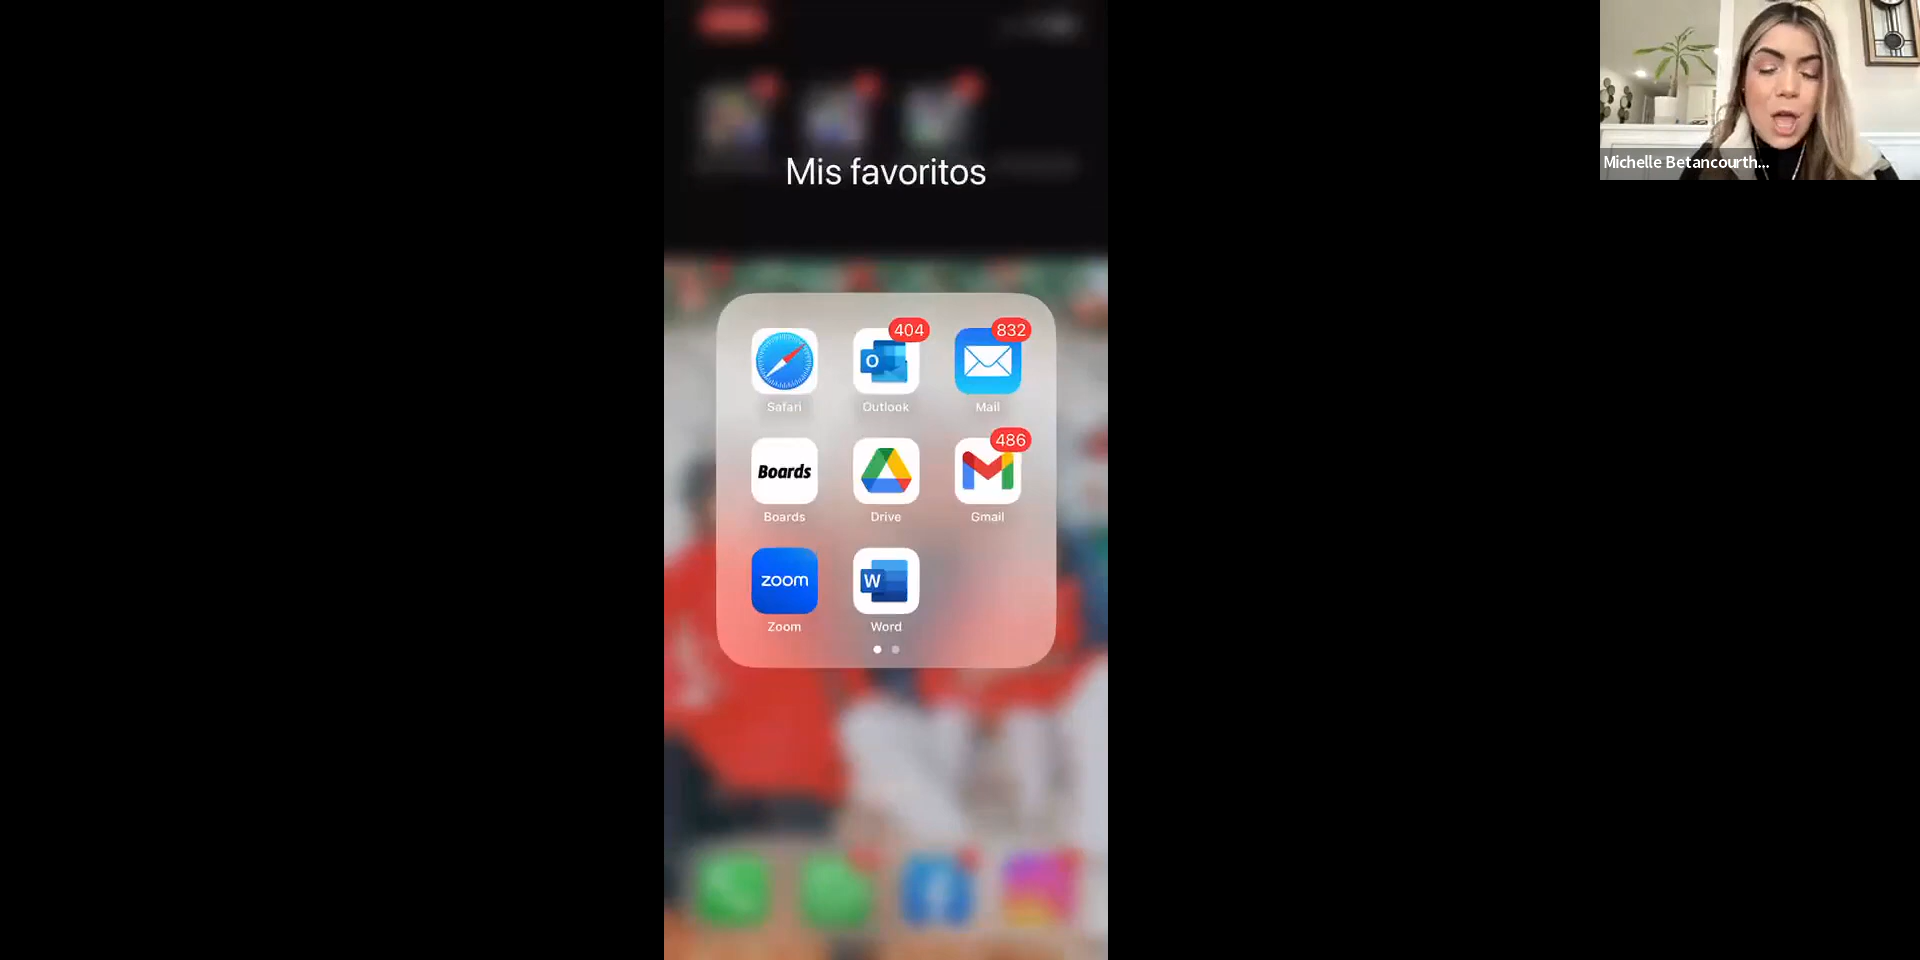 Mis favoritos
Michelle Betancourth...
404
832
O
Safari
Outlook
Mail
486
Boards
Boards
Drive
Gmail
zoom
W
Zoom
Word